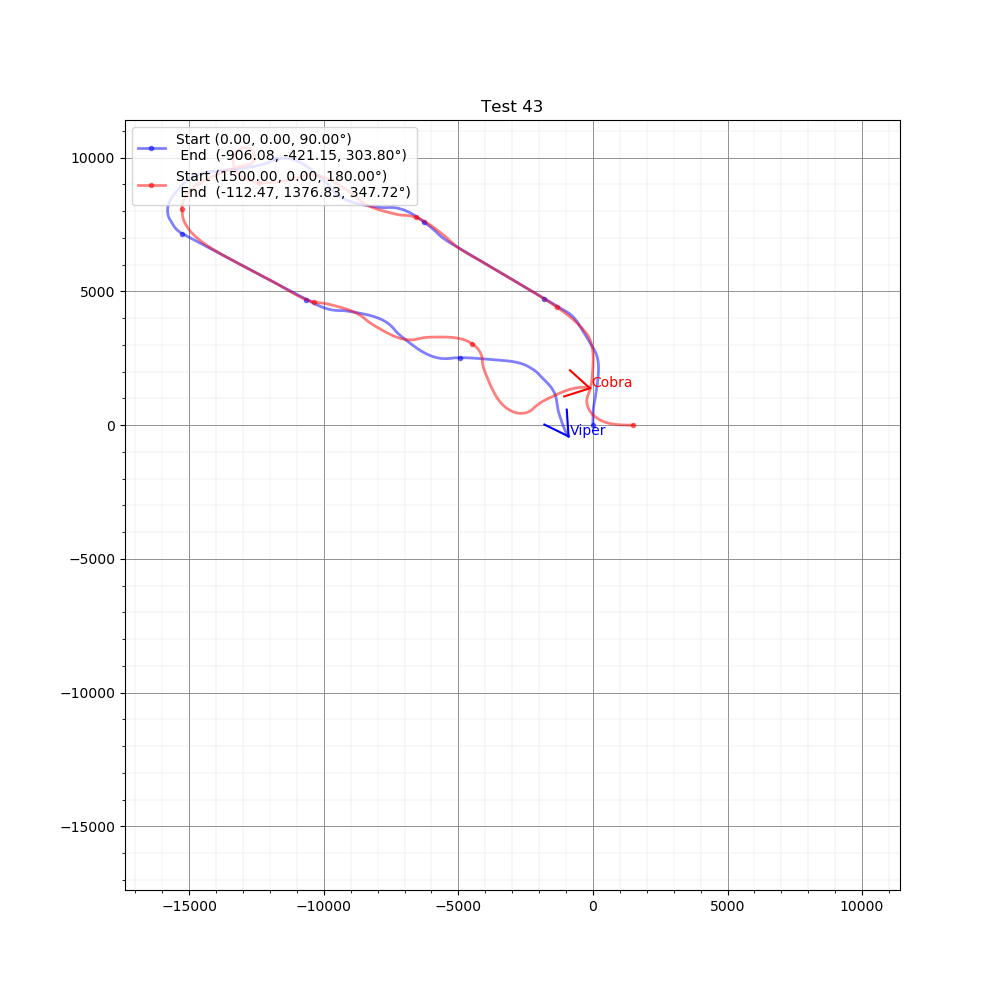 Test 43
Start (0.00, 0.00, 90.00°)
End (-906.08, -421.15, 303.80°)
Start (1500.00, 0.00, 180.00°)
End (-112.47, 1376.83, 347.72°)
10000
5000
0
−5000
−10000
−15000
Cobra
Viper
−15000 −10000 −5000 0 5000 10000